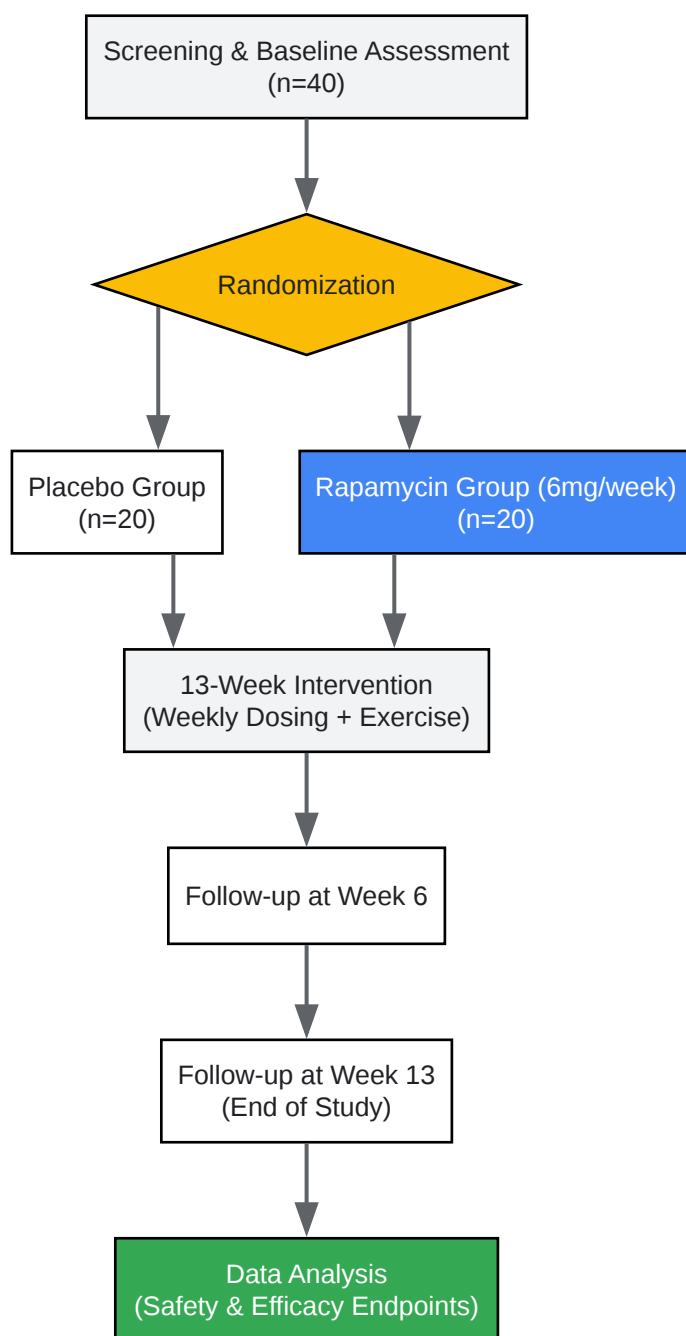 Screening & Baseline Assessment
(n=40)
Randomization
Placebo Group
(n=20)
Rapamycin Group (6mg/week)
(n=20)
13-Week Intervention
(Weekly Dosing + Exercise)
Follow-up at Week 6
Follow-up at Week 13
(End of Study)
Data Analysis
(Safety & Efficacy Endpoints)